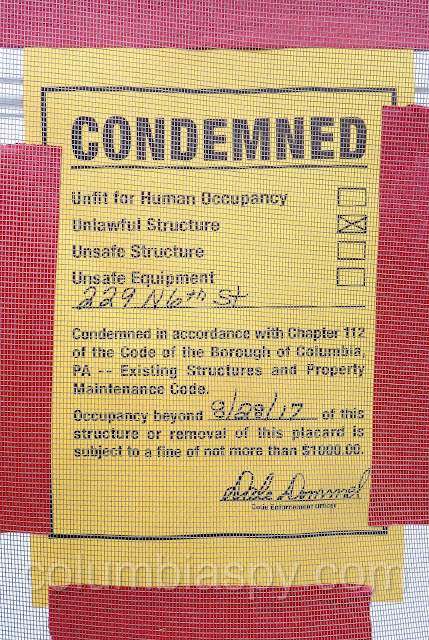 CONDEMNED
Unfit for Human Occupancy
Unlawful Structure
Unsafe Structure
Unsafe Equipment
229 N 6th St
Condemned in accordance with Chapter 112
of the Code of the Borough of Columbia,
PA -- Existing Structures and Property
Maintenance Code.
Occupancy beyond 8/28/17 of this
structure or removal of this placard is
subject to a fine of not more than $1000.00.
Code Enforcement Officer
columbiaspy.com